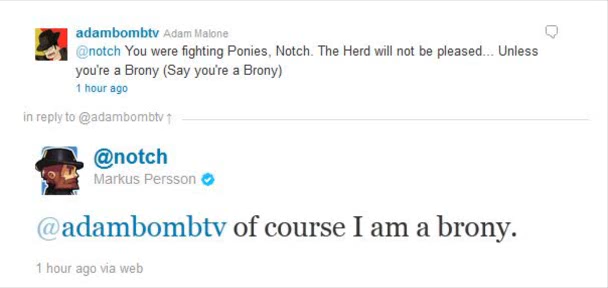 adambombtv Adam Malone
@notch You were fighting Ponies, Notch. The Herd will not be pleased... Unless
you're a Brony (Say you're a Brony)
1 hour ago
in reply to @adambombtv ↑
@notch
Markus Persson
@adambombtv of course I am a brony.
1 hour ago via web